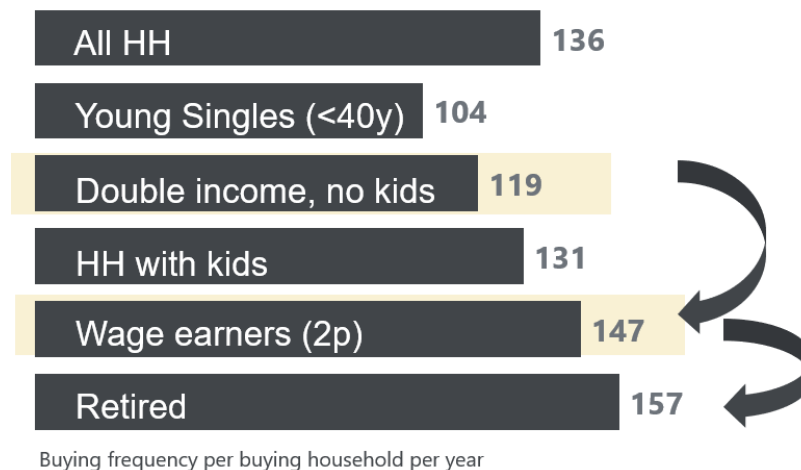 All HH 136
Young Singles (<40y) 104
Double income, no kids 119
HH with kids 131
Wage earners (2p) 147
Retired 157
Buying frequency per buying household per year